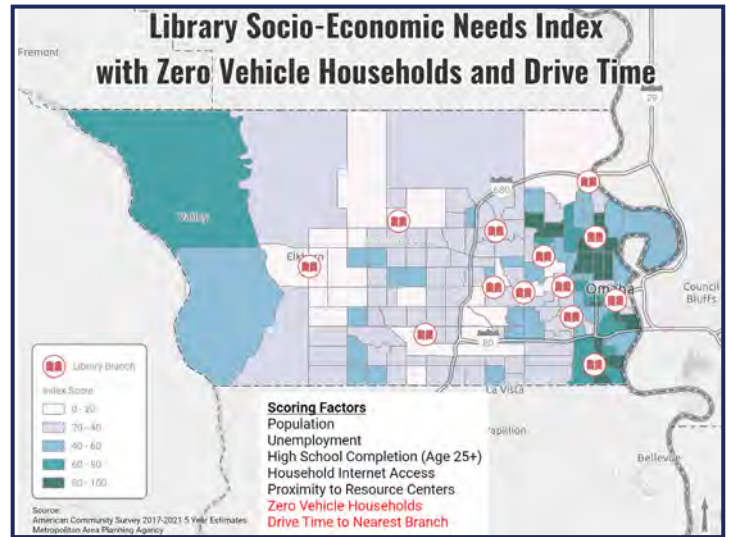 Library Socio-Economic Needs Index
with Zero Vehicle Households and Drive Time
Fremont
29
680
Valley
Elkhorn
Omaha
Council
Bluffs
80
La Vista
Papillion
Bellevue
Library Branch
Index Score
0 - 20
20 - 40
40 - 60
60 - 80
80 - 100
Scoring Factors
Population
Unemployment
High School Completion (Age 25+)
Household Internet Access
Proximity to Resource Centers
Zero Vehicle Households
Drive Time to Nearest Branch
Source:
American Community Survey 2017-2021 5 Year Estimates
Metropolitan Area Planning Agency